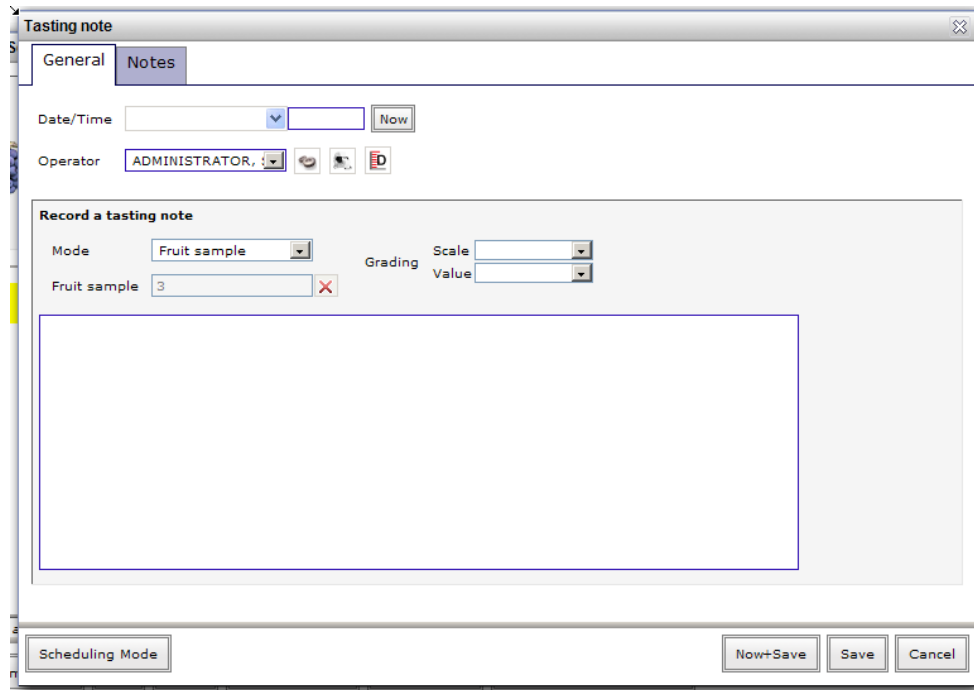 Tasting note
General Notes
Date/Time Now
Operator ADMINISTRATOR, D
Record a tasting note
Mode Fruit sample
Grading
Scale
Value
Fruit sample 3
Scheduling Mode Now+Save Save Cancel